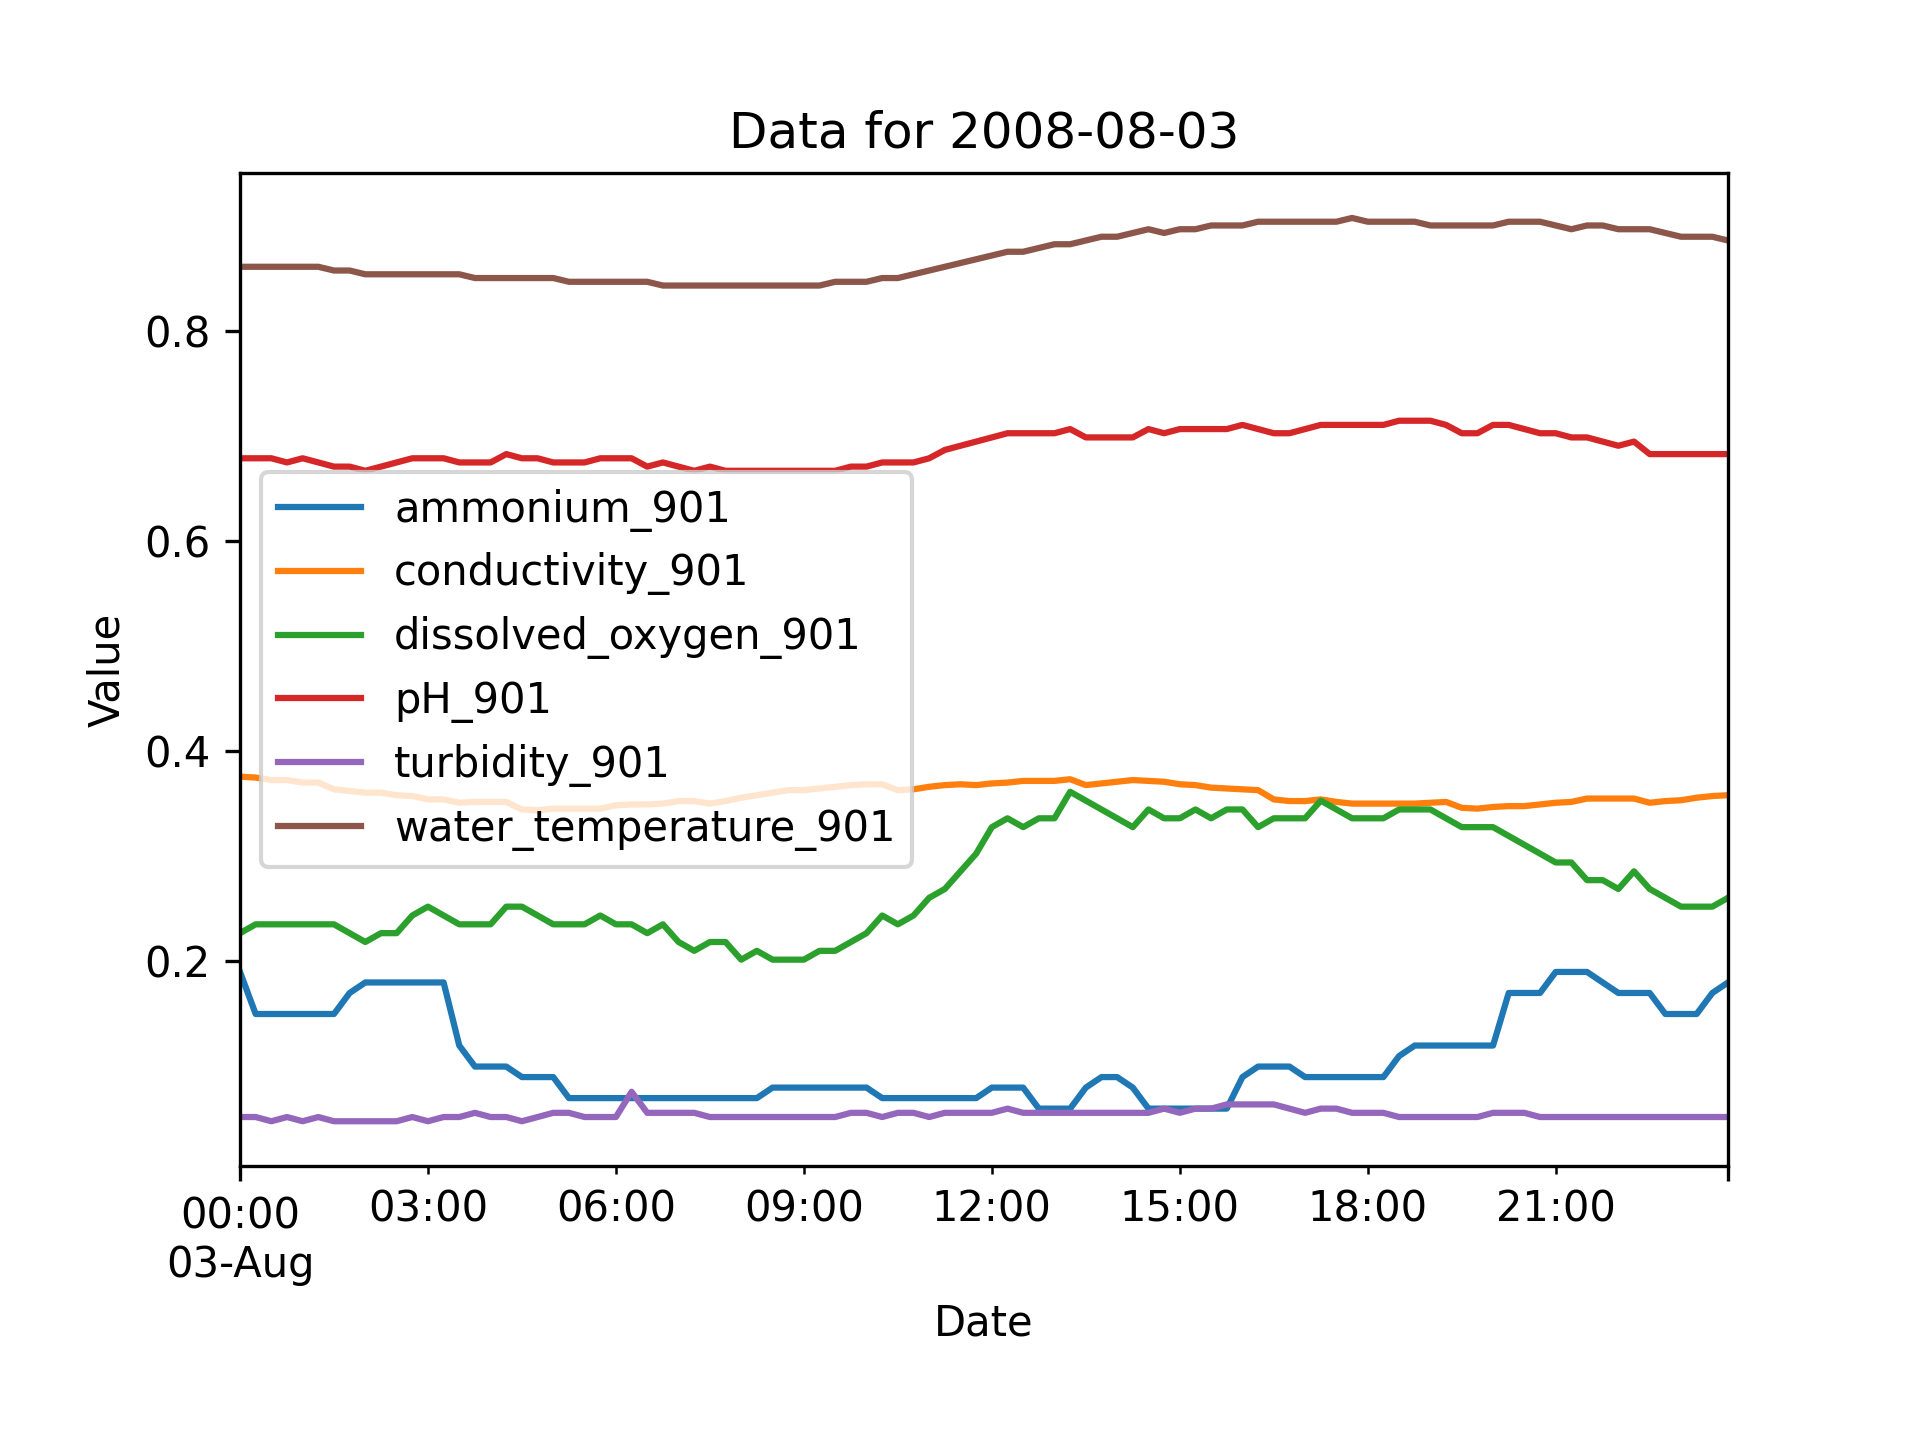 Data for 2008-08-03
Value
0.8
0.6
0.4
0.2
ammonium_901
conductivity_901
dissolved_oxygen_901
pH_901
turbidity_901
water_temperature_901
00:00 03:00 06:00 09:00 12:00 15:00 18:00 21:00
03-Aug
Date